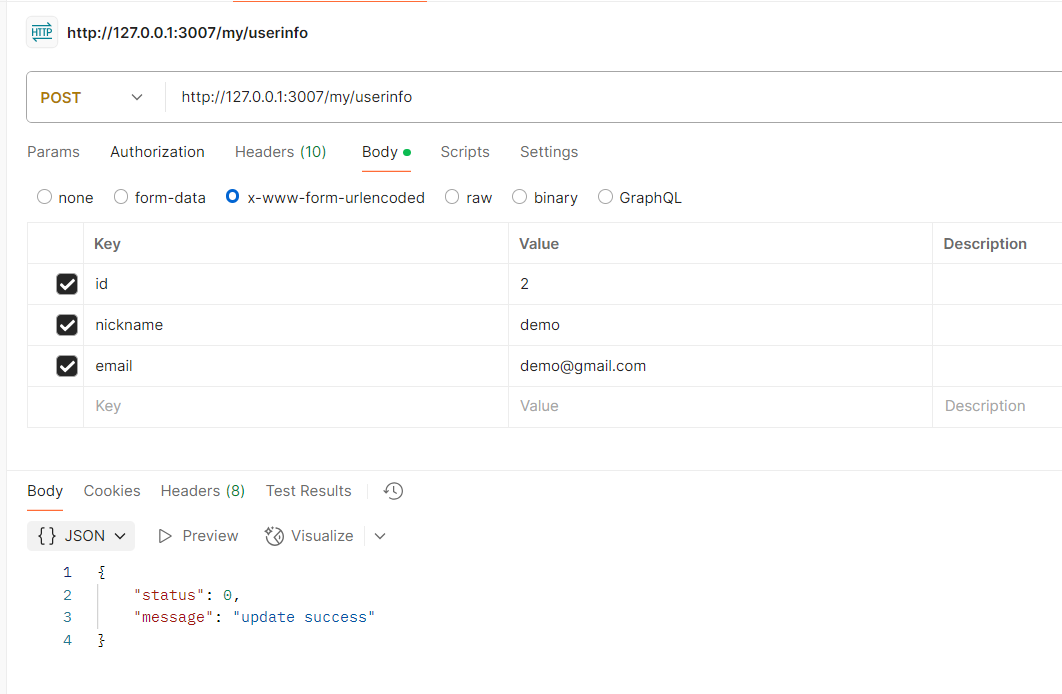 HTTP http://127.0.0.1:3007/my/userinfo
POST http://127.0.0.1:3007/my/userinfo
Params Authorization Headers (10) Body Scripts Settings
none form-data x-www-form-urlencoded raw binary GraphQL
Key Value Description
id 2
nickname demo
email demo@gmail.com
Key Value Description
Body Cookies Headers (8) Test Results
{} JSON Preview Visualize
1 {
2 "status": 0,
3 "message": "update success"
4 }